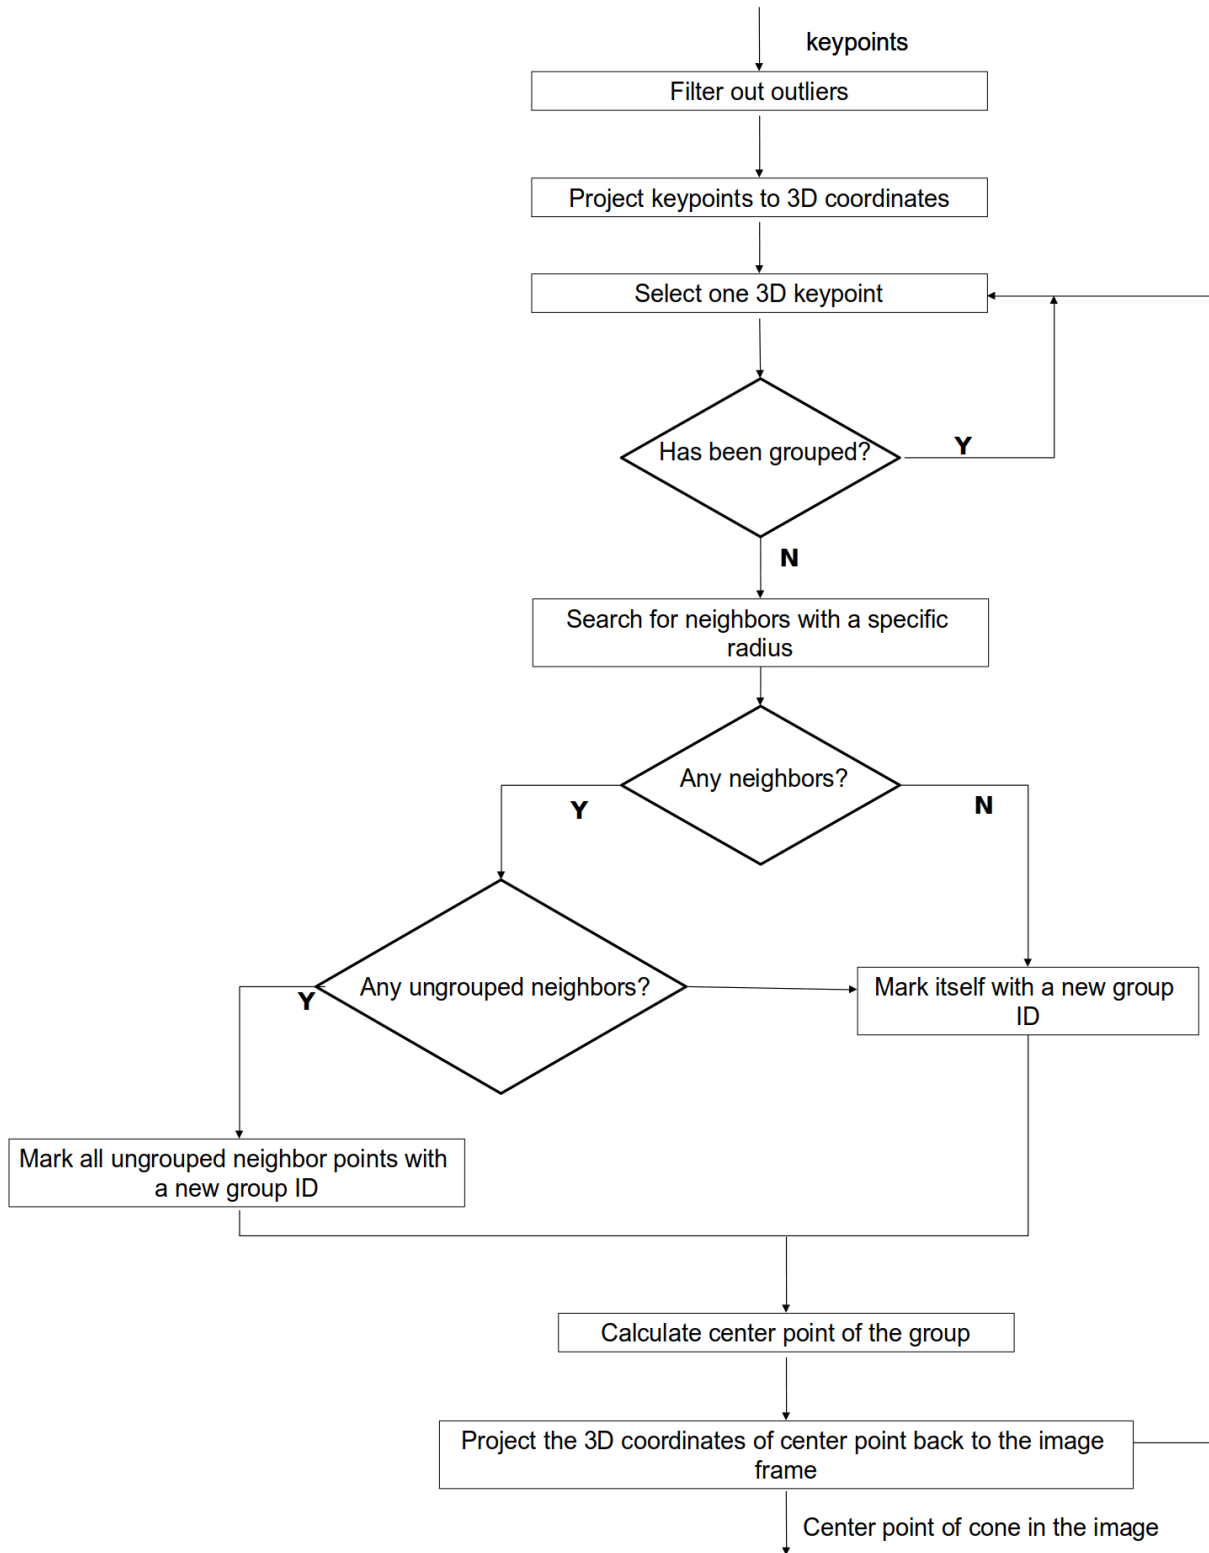 keypoints
Filter out outliers
Project keypoints to 3D coordinates
Select one 3D keypoint
Has been grouped?
Y
N
Search for neighbors with a specific
radius
Any neighbors?
Y
N
Any ungrouped neighbors?
Y
Mark itself with a new group
ID
Mark all ungrouped neighbor points with
a new group ID
Calculate center point of the group
Project the 3D coordinates of center point back to the image
frame
Center point of cone in the image